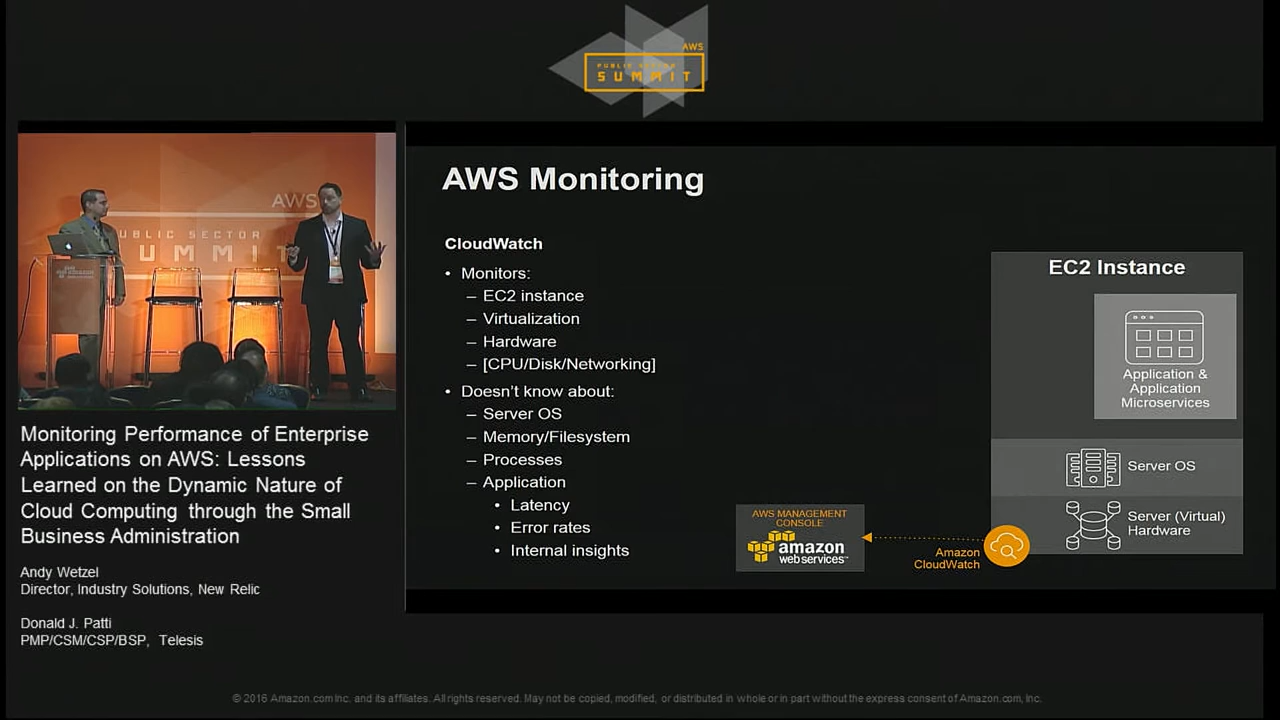 AWS
PUBLIC SECTOR
SUMMIT
AWS
PUBLIC SECTOR
SUMMIT
Monitoring Performance of Enterprise
Applications on AWS: Lessons
Learned on the Dynamic Nature of
Cloud Computing through the Small
Business Administration
Andy Wetzel
Director, Industry Solutions, New Relic
Donald J. Patti
PMP/CSM/CSP/BSP, Telesis
AWS Monitoring
CloudWatch
• Monitors:
– EC2 instance
– Virtualization
– Hardware
– [CPU/Disk/Networking]
• Doesn’t know about:
– Server OS
– Memory/Filesystem
– Processes
– Application
• Latency
• Error rates
• Internal insights
EC2 Instance
Application &
Application
Microservices
Server OS
Server (Virtual)
Hardware
AWS MANAGEMENT
CONSOLE
amazon
webservices™
Amazon
CloudWatch
© 2016 Amazon.com Inc. and its affiliates. All rights reserved. May not be copied, modified, or distributed in whole or in part without the express consent of Amazon.com, Inc.